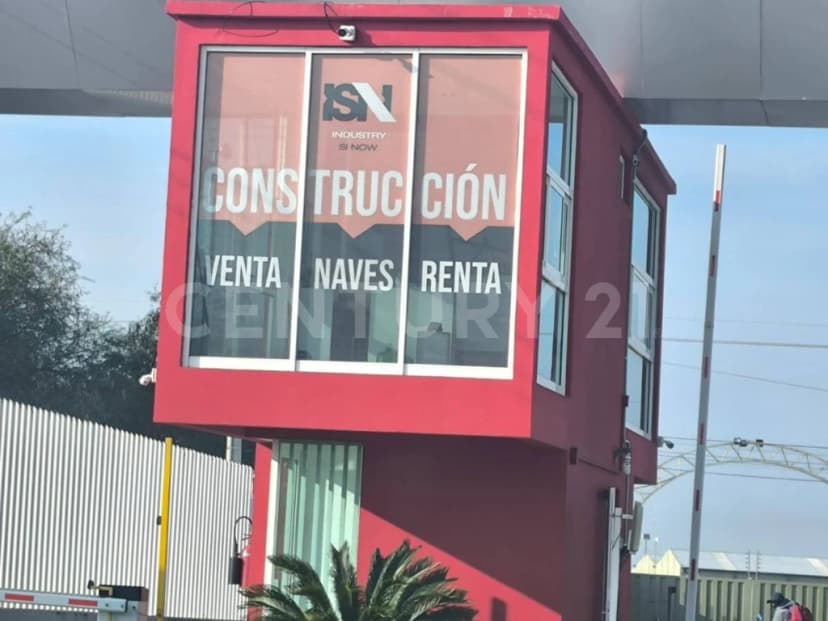 ISN
INDUSTRY
SI NOW
CONSTRUCCIÓN
VENTA NAVES RENTA
CENTURY 21